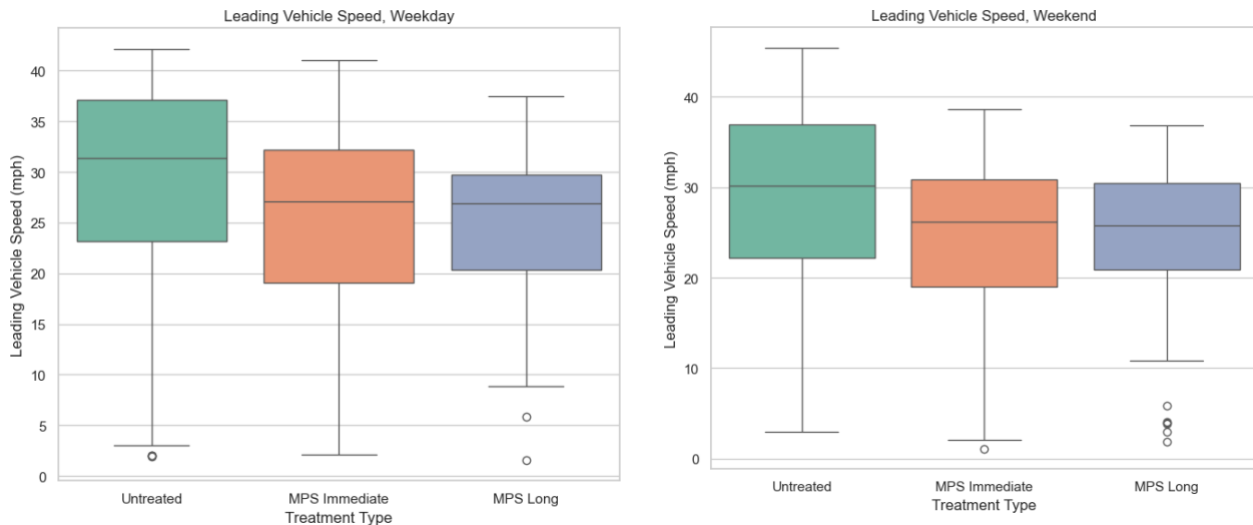 Leading Vehicle Speed, Weekday
Leading Vehicle Speed (mph)
40
35
30
25
20
15
10
5
0
Untreated MPS Immediate MPS Long
Treatment Type
Leading Vehicle Speed, Weekend
Leading Vehicle Speed (mph)
40
30
20
10
0
Untreated MPS Immediate MPS Long
Treatment Type